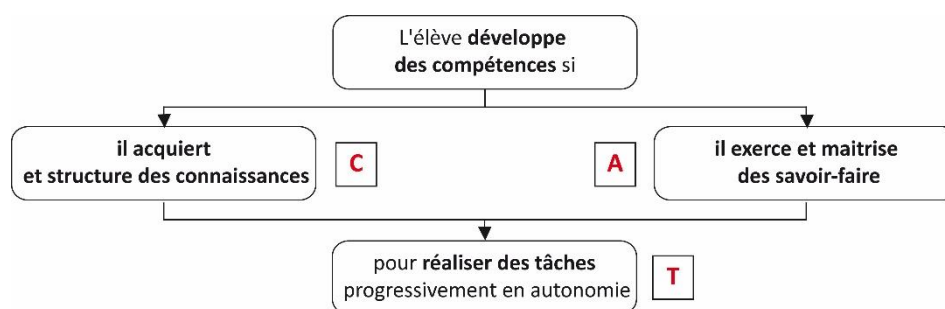 L'élève développe
des compétences si
il acquiert
et structure des connaissances
C
A
il exerce et maitrise
des savoir-faire
pour réaliser des tâches
progressivement en autonomie
T